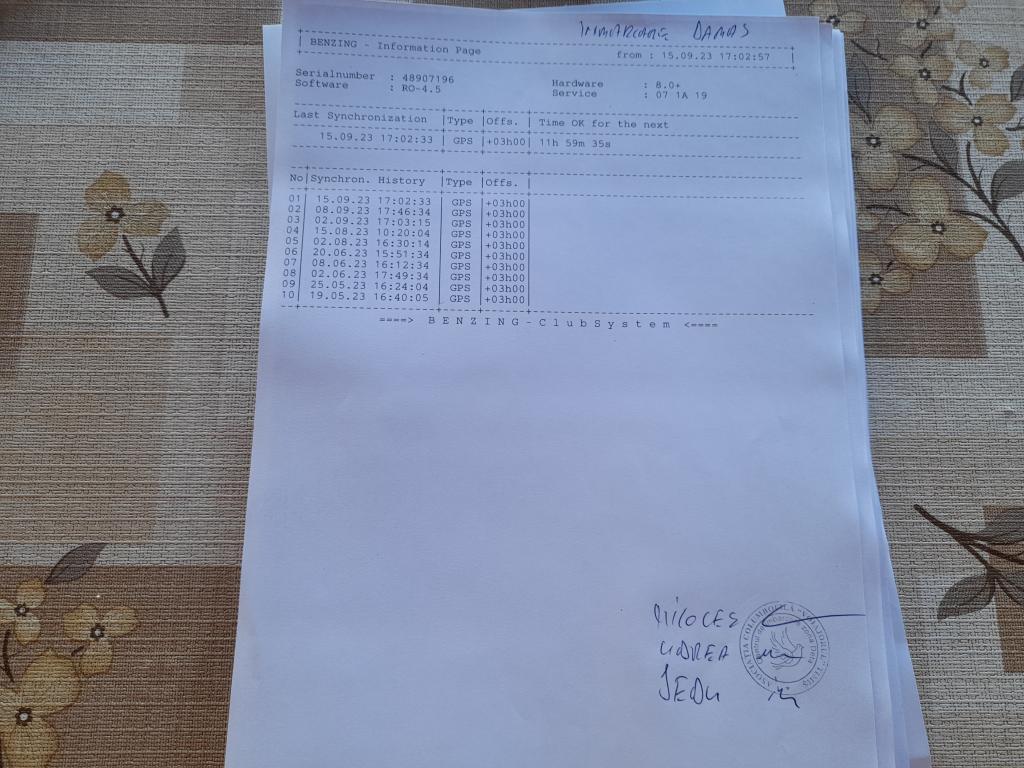 ÎMBARCARE DAMAS
BENZING - Information Page from : 15.09.23 17:02:57
Serialnumber : 48907196 Hardware : 8.0+
Software : RO-4.5 Service : 07 1A 19
Last Synchronization |Type |Offs. | Time OK for the next
15.09.23 17:02:33 | GPS |+03h00| 11h 59m 35s
No|Synchron. History |Type |Offs. |
01| 15.09.23 17:02:33 | GPS |+03h00|
02| 08.09.23 17:46:34 | GPS |+03h00|
03| 02.09.23 17:03:15 | GPS |+03h00|
04| 15.08.23 10:20:04 | GPS |+03h00|
05| 02.08.23 16:30:14 | GPS |+03h00|
06| 20.06.23 15:51:34 | GPS |+03h00|
07| 08.06.23 16:12:34 | GPS |+03h00|
08| 02.06.23 17:49:34 | GPS |+03h00|
09| 25.05.23 16:24:04 | GPS |+03h00|
10| 19.05.23 16:40:05 | GPS |+03h00|
====> B E N Z I N G - C l u b S y s t e m <====
UDREA
ASOCIATIA COLUMBOFILA